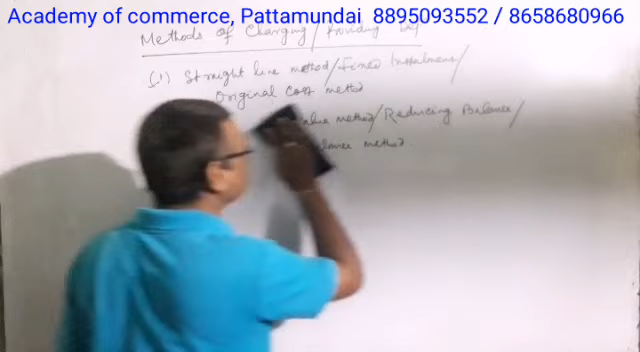 Academy of commerce, Pattamundai 8895093552 / 8658680966
Methods of Charging / Providing
(1) Straight line method / Fixed Instalment /
Original Cost method
value method / Reducing Balance /
method.